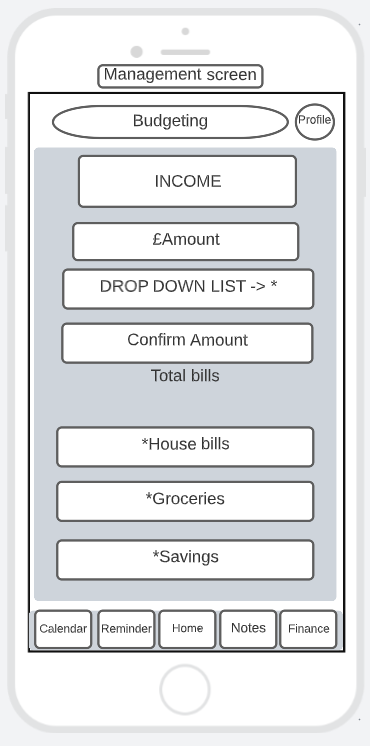 Management screen
Budgeting
Profile
INCOME
£Amount
DROP DOWN LIST -> *
Confirm Amount
Total bills
*House bills
*Groceries
*Savings
Calendar
Reminder
Home
Notes
Finance